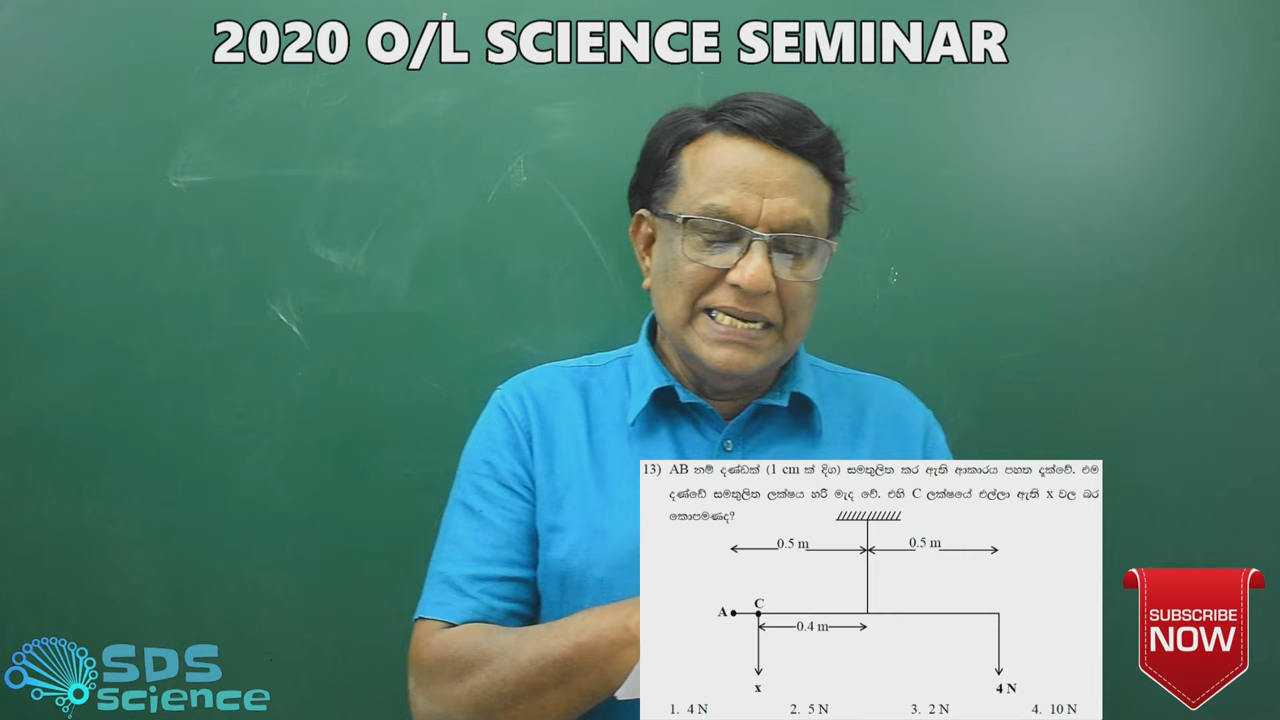 2020 O/L SCIENCE SEMINAR
13) AB නම් දණ්ඩක් (1 cm ක් දිග) සමතුලිත කර ඇති ආකාරය පහත දැක්වේ. එම
දණ්ඩේ සමතුලිත ලක්ෂය හරි මැද වේ. එහි C ලක්ෂයේ එල්ලා ඇති x වල බර
කොපමණද?
0.5 m 0.5 m
A C
0.4 m
x 4 N
1. 4 N 2. 5 N 3. 2 N 4. 10 N
SUBSCRIBE
NOW
SDS
science